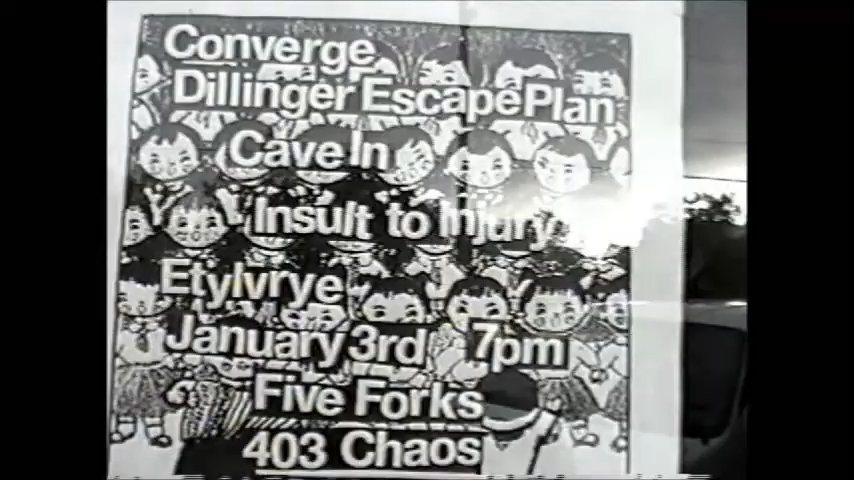 Converge
Dillinger Escape Plan
Cave In
Insult to Injury
Etylvrye
January 3rd 7pm
Five Forks
403 Chaos